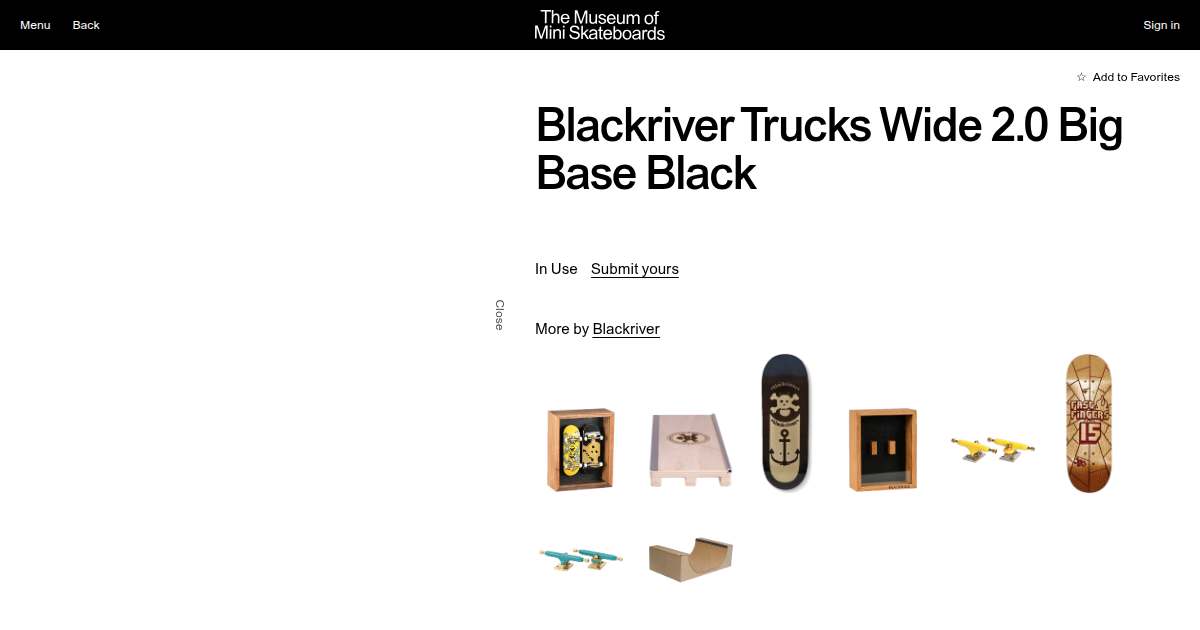 Menu
Back
The Museum of
Mini Skateboards
Sign in
☆ Add to Favorites
Blackriver Trucks Wide 2.0 Big
Base Black
In Use
Submit yours
Close
More by Blackriver
FAST
FINGERS
15